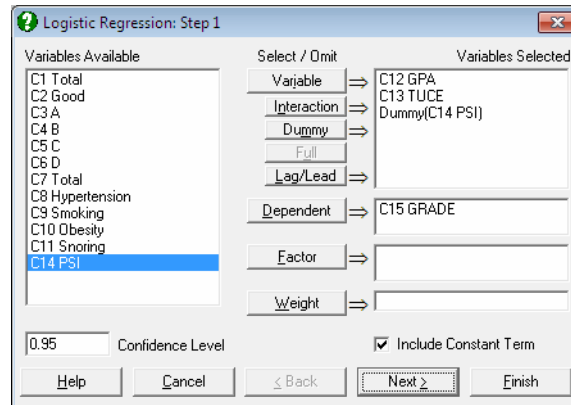 Logistic Regression: Step 1
Variables Available
Select / Omit
Variables Selected
C1 Total
C2 Good
C3 A
C4 B
C5 C
C6 D
C7 Total
C8 Hypertension
C9 Smoking
C10 Obesity
C11 Snoring
C14 PSI
Variable
Interaction
Dummy
Full
Lag/Lead
Dependent
Factor
Weight
C12 GPA
C13 TUCE
Dummy(C14 PSI)
C15 GRADE
0.95
Confidence Level
Include Constant Term
Help
Cancel
< Back
Next >
Finish